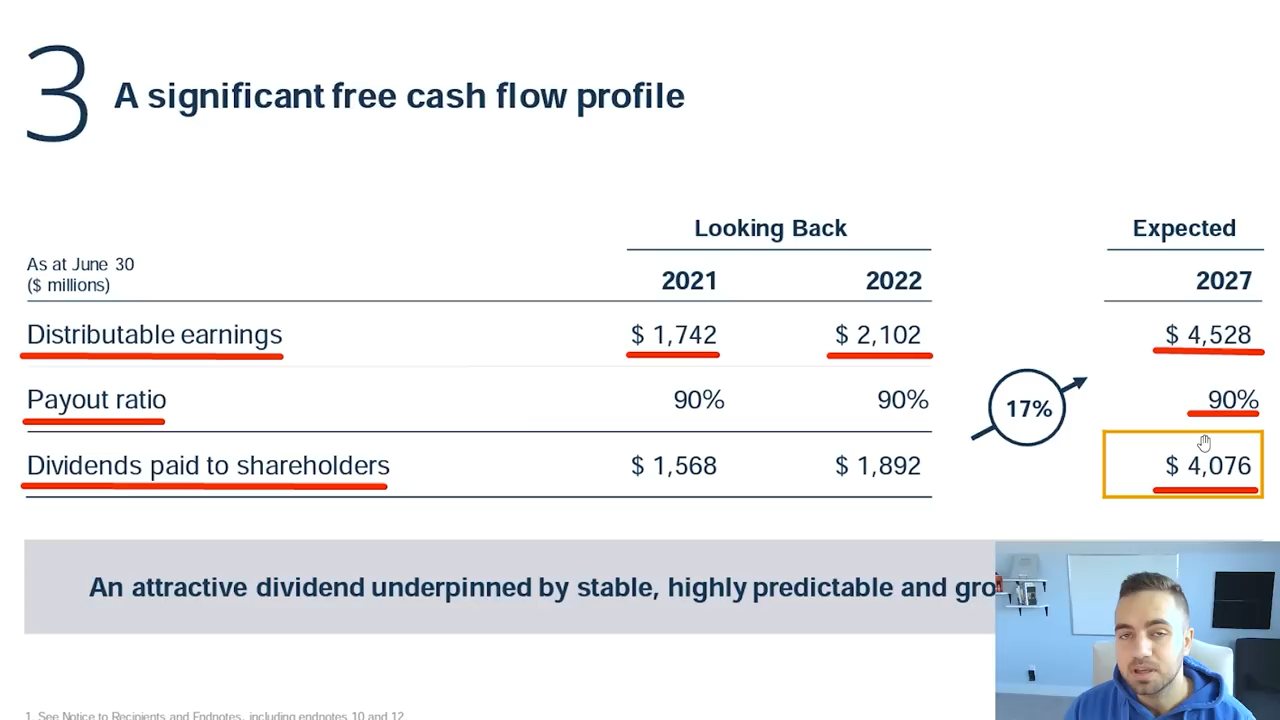 3 A significant free cash flow profile
Looking Back Expected
As at June 30
($ millions) 2021 2022 2027
Distributable earnings $ 1,742 $ 2,102 $ 4,528
Payout ratio 90% 90% 17% 90%
Dividends paid to shareholders $ 1,568 $ 1,892 $ 4,076
An attractive dividend underpinned by stable, highly predictable and gro
1. See Notice to Recipients and Endnotes, including endnotes 10 and 12.